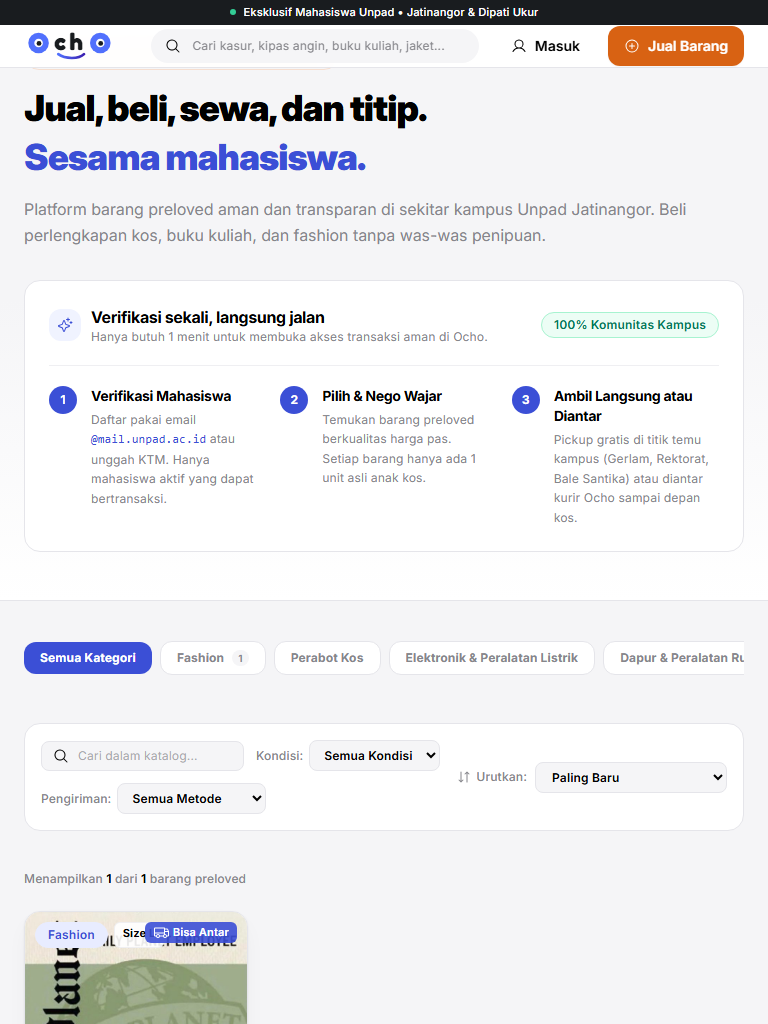 Eksklusif Mahasiswa Unpad • Jatinangor & Dipati Ukur
och o
Cari kasur, kipas angin, buku kuliah, jaket...
Masuk
Jual Barang
Jual, beli, sewa, dan titip.
Sesama mahasiswa.
Platform barang preloved aman dan transparan di sekitar kampus Unpad Jatinangor. Beli
perlengkapan kos, buku kuliah, dan fashion tanpa was-was penipuan.
Verifikasi sekali, langsung jalan
Hanya butuh 1 menit untuk membuka akses transaksi aman di Ocho.
100% Komunitas Kampus
1
Verifikasi Mahasiswa
Daftar pakai email
@mail.unpad.ac.id atau
unggah KTM. Hanya
mahasiswa aktif yang dapat
bertransaksi.
2
Pilih & Nego Wajar
Temukan barang preloved
berkualitas harga pas.
Setiap barang hanya ada 1
unit asli anak kos.
3
Ambil Langsung atau
Diantar
Pickup gratis di titik temu
kampus (Gerlam, Rektorat,
Bale Santika) atau diantar
kurir Ocho sampai depan
kos.
Semua Kategori
Fashion 1
Perabot Kos
Elektronik & Peralatan Listrik
Dapur & Peralatan Ru
Cari dalam katalog...
Kondisi: Semua Kondisi
Urutkan: Paling Baru
Pengiriman: Semua Metode
Menampilkan 1 dari 1 barang preloved
Fashion
Size
Bisa Antar
EMPLOYEE
plane
PLANET